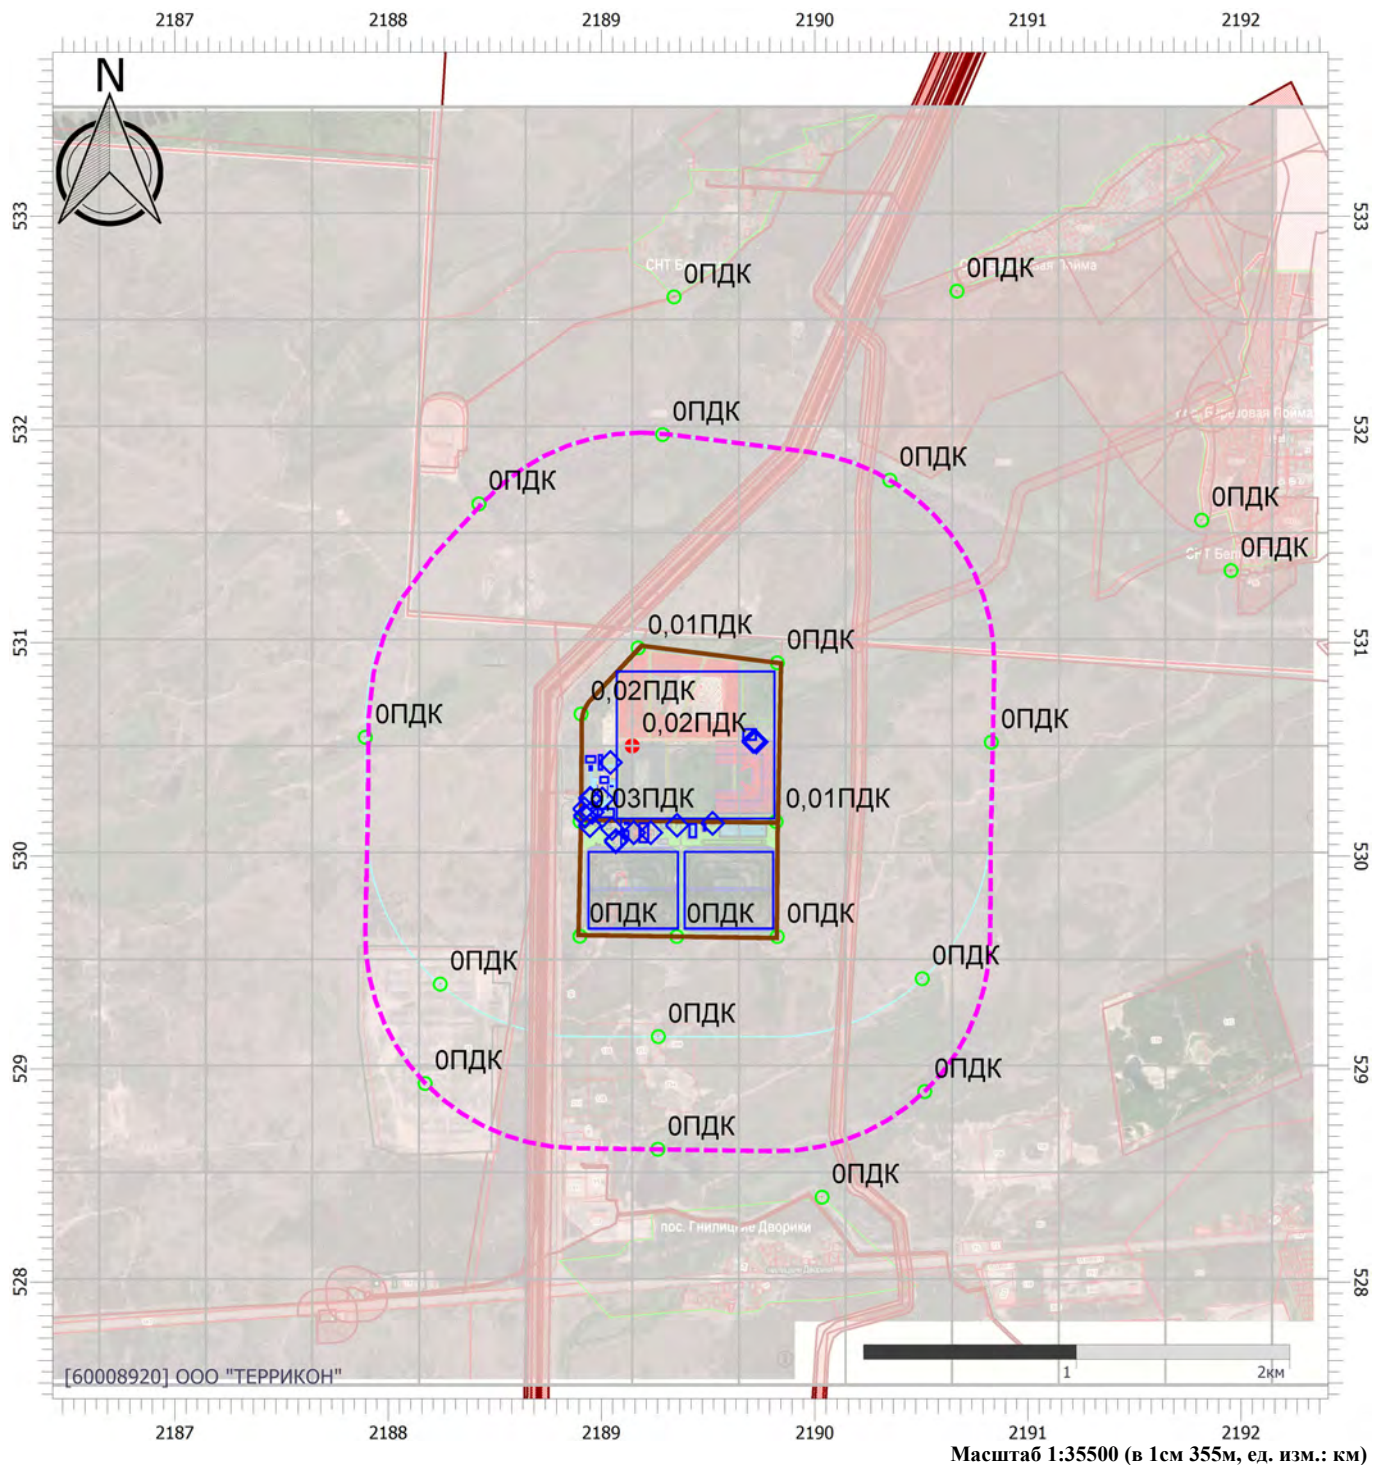 2187 2188 2189 2190 2191 2192
N
533 533
0ПДК 0ПДК
0ПДК
532 532
0ПДК
0ПДК
0ПДК
0ПДК
531 531
0,01ПДК
0ПДК
0,02ПДК
0ПДК
0,02ПДК
0ПДК
0,03ПДК
0,01ПДК
530 530
0ПДК 0ПДК 0ПДК
0ПДК
0ПДК
0ПДК
529 529
0ПДК
0ПДК
0ПДК
0ПДК
пос. Гнилицкие Дворики
528 528
1 2км
[60008920] ООО "ТЕРРИКОН"
2187 2188 2189 2190 2191 2192
Масштаб 1:35500 (в 1см 355м, ед. изм.: км)